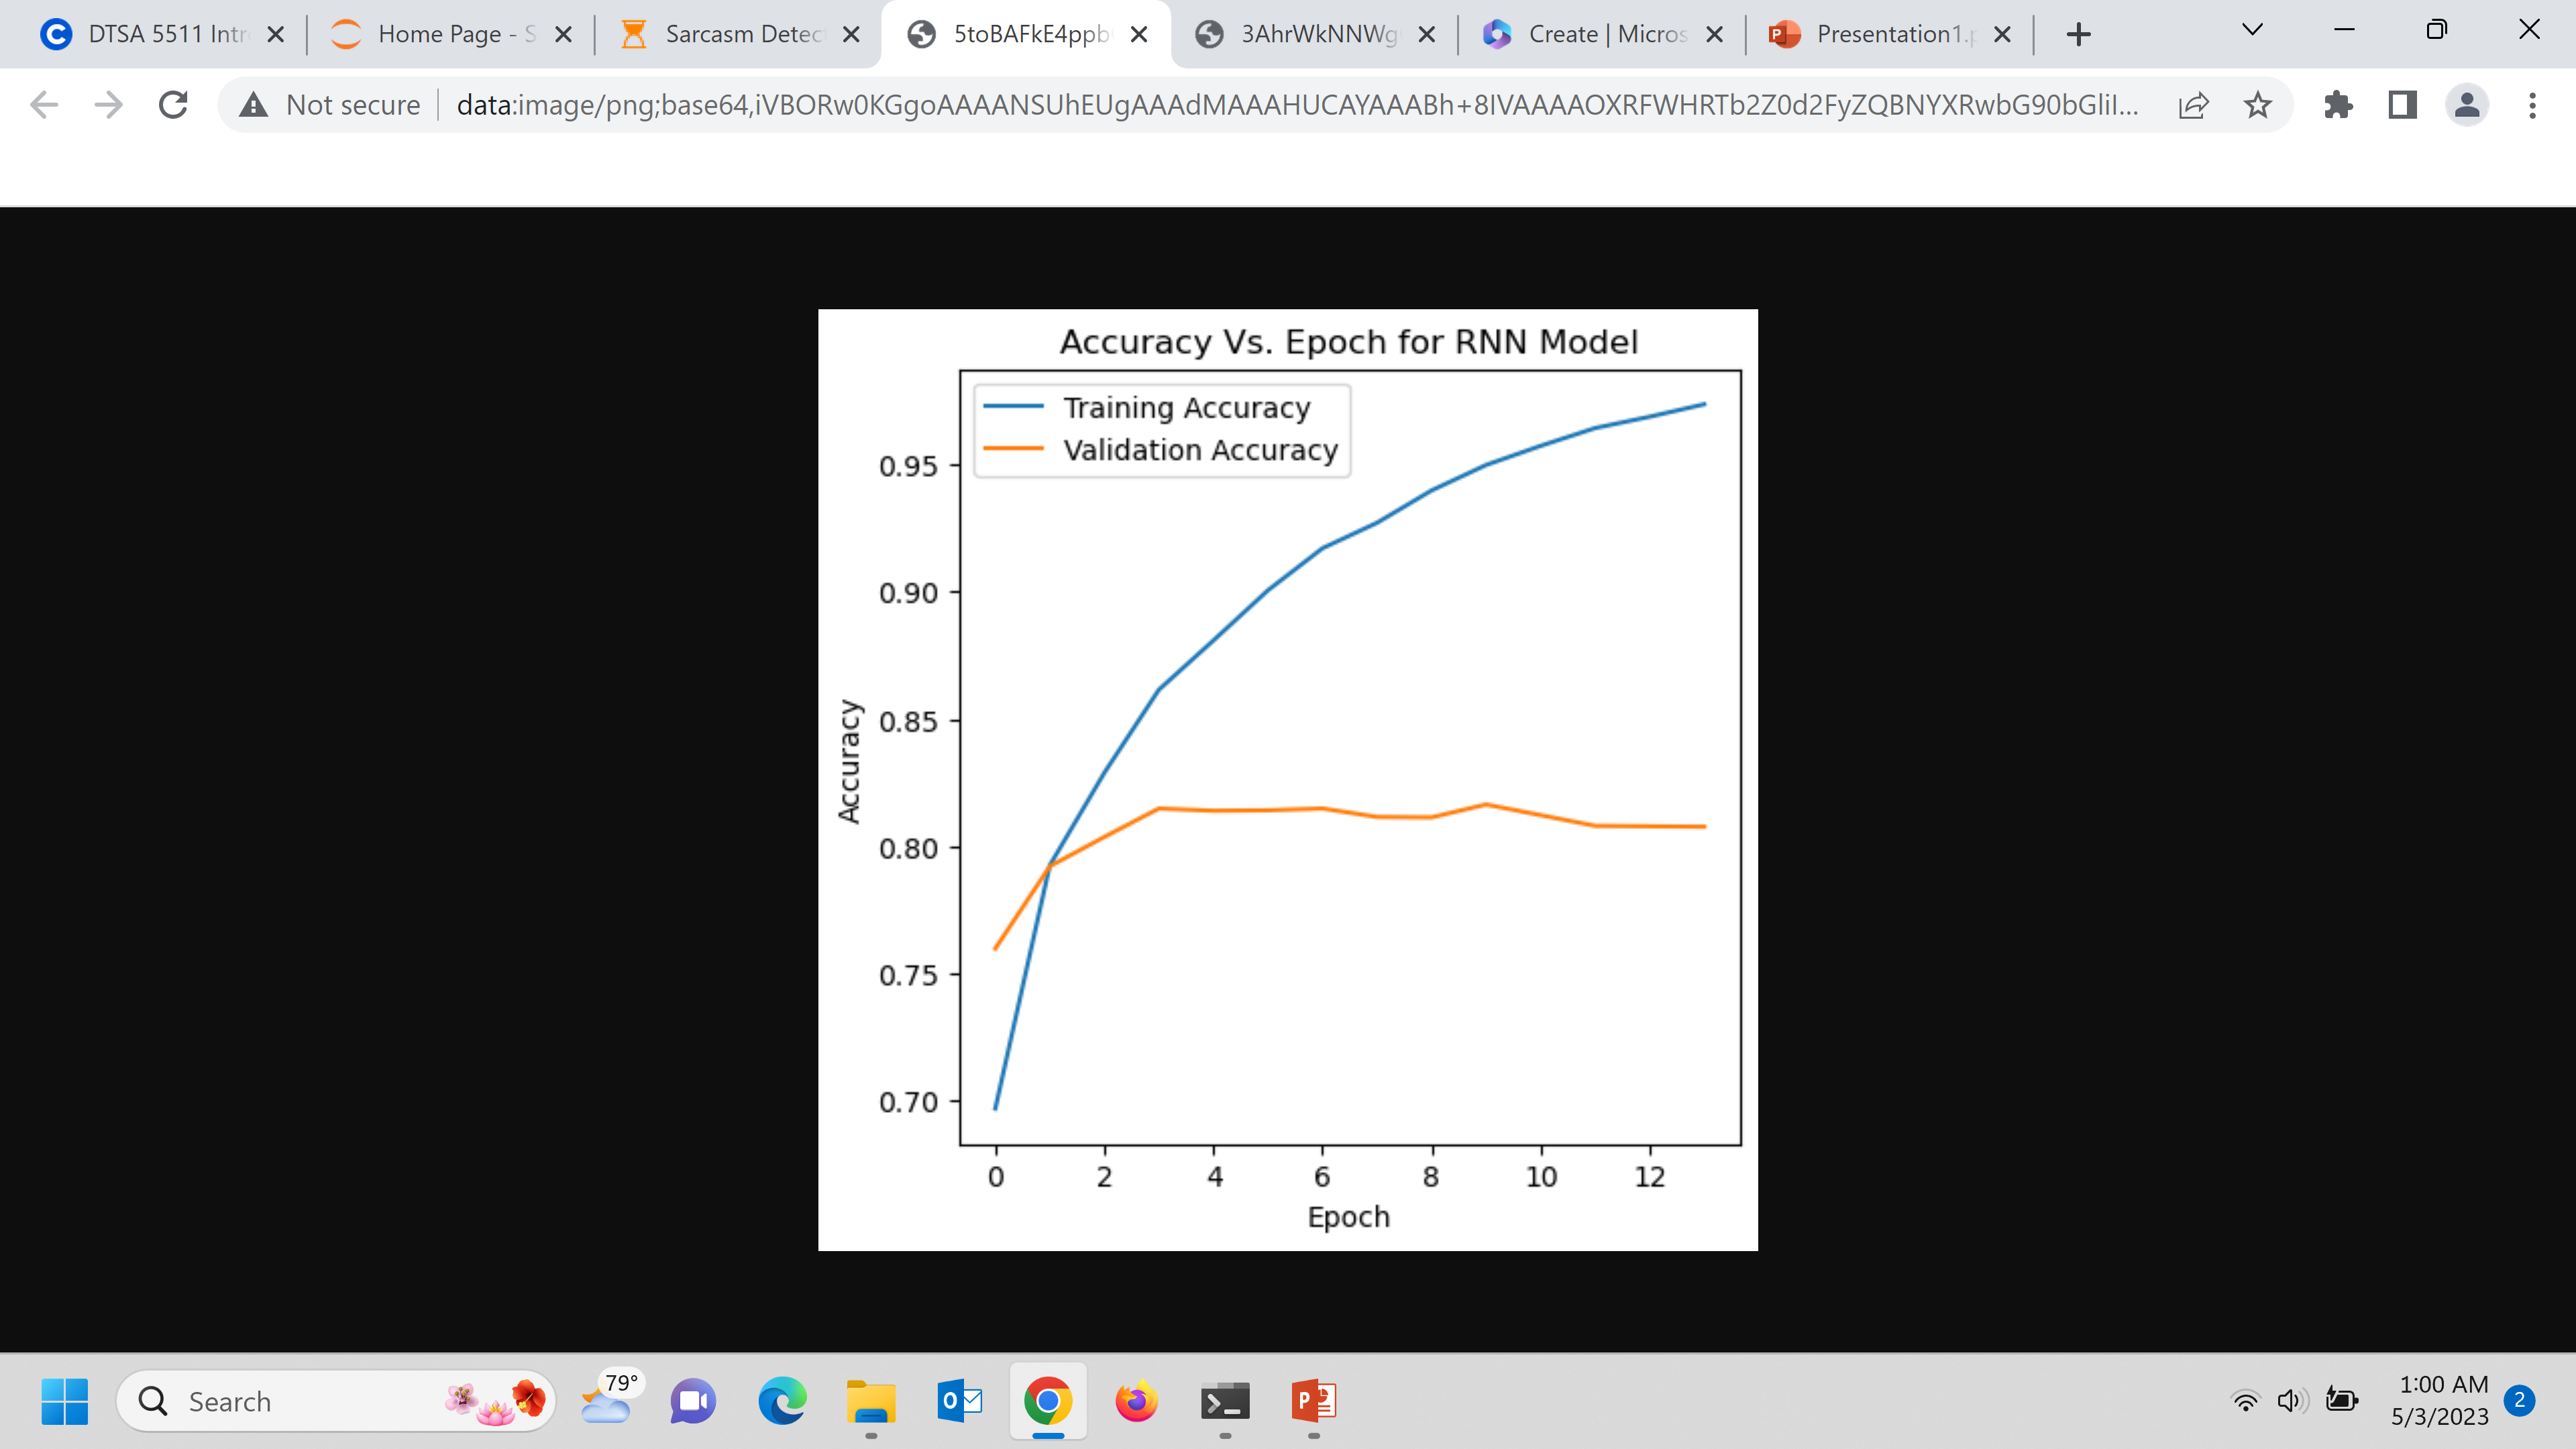 DTSA 5511 Intr
Home Page - S
Sarcasm Detec
5toBAFkE4ppb
3AhrWkNNWg
Create | Micros
Presentation1.p
Not secure
data:image/png;base64,iVBORw0KGgoAAAANSUhEUgAAAdMAAAHUCAYAAABh+8IVAAAAOXRFWHRTb2Z0d2FyZQBNYXRwbG90bGliI...
Accuracy Vs. Epoch for RNN Model
Training Accuracy
Validation Accuracy
0.95
0.90
0.85
0.80
0.75
0.70
Accuracy
0 2 4 6 8 10 12
Epoch
Search
79°
1:00 AM
5/3/2023
2